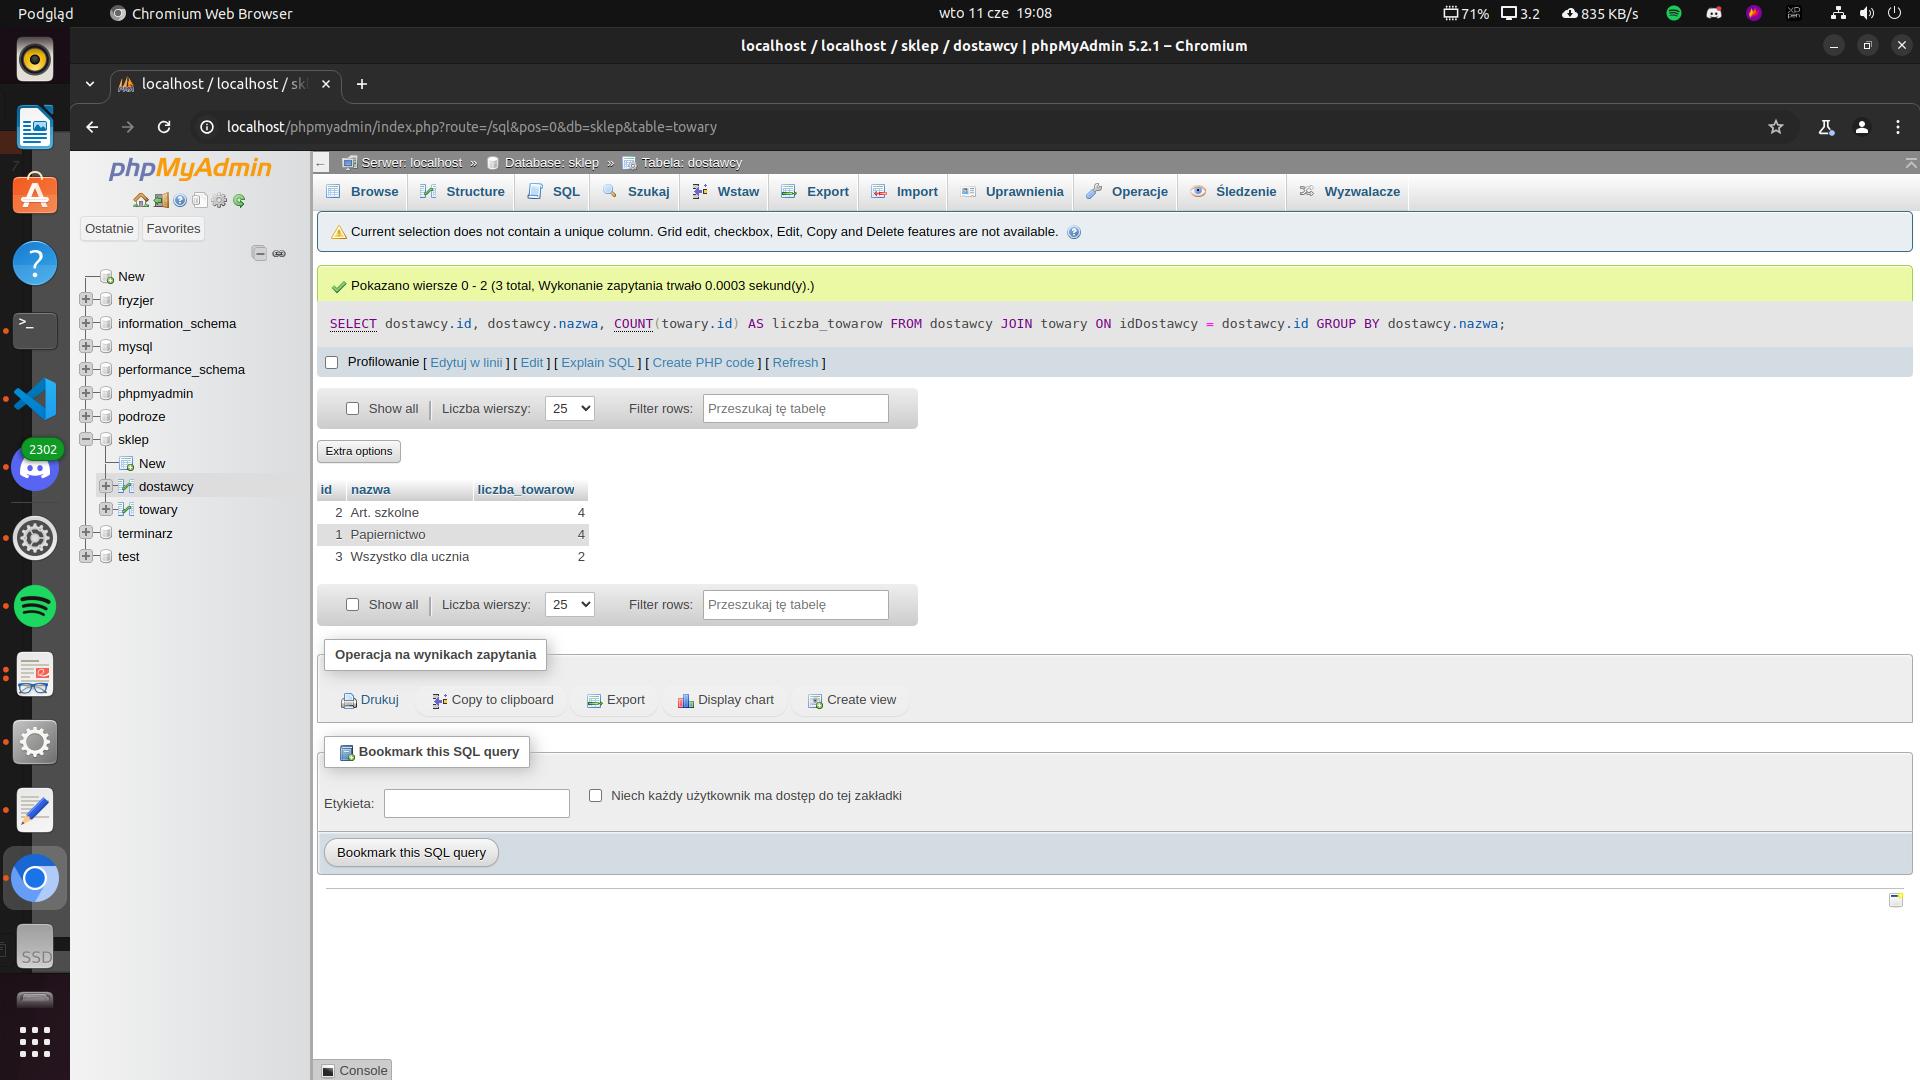 Podgląd
Chromium Web Browser
wto 11 cze 19:08
71%
3.2
835 KB/s
localhost / localhost / sklep / dostawcy | phpMyAdmin 5.2.1 – Chromium
localhost / localhost / sk
localhost/phpmyadmin/index.php?route=/sql&pos=0&db=sklep&table=towary
phpMyAdmin
Serwer: localhost » Database: sklep » Tabela: dostawcy
Browse
Structure
SQL
Szukaj
Wstaw
Export
Import
Uprawnienia
Operacje
Śledzenie
Wyzwalacze
Ostatnie
Favorites
New
fryzjer
information_schema
mysql
performance_schema
phpmyadmin
podroze
sklep
New
dostawcy
towary
terminarz
test
2302
SSD
Current selection does not contain a unique column. Grid edit, checkbox, Edit, Copy and Delete features are not available.
Pokazano wiersze 0 - 2 (3 total, Wykonanie zapytania trwało 0.0003 sekund(y).)
SELECT dostawcy.id, dostawcy.nazwa, COUNT(towary.id) AS liczba_towarow FROM dostawcy JOIN towary ON idDostawcy = dostawcy.id GROUP BY dostawcy.nazwa;
Profilowanie [ Edytuj w linii ] [ Edit ] [ Explain SQL ] [ Create PHP code ] [ Refresh ]
Show all | Liczba wierszy: 25 Filter rows: Przeszukaj tę tabelę
Extra options
id nazwa liczba_towarow
2 Art. szkolne 4
1 Papiernictwo 4
3 Wszystko dla ucznia 2
Show all | Liczba wierszy: 25 Filter rows: Przeszukaj tę tabelę
Operacja na wynikach zapytania
Drukuj
Copy to clipboard
Export
Display chart
Create view
Bookmark this SQL query
Etykieta:
Niech każdy użytkownik ma dostęp do tej zakładki
Bookmark this SQL query
Console